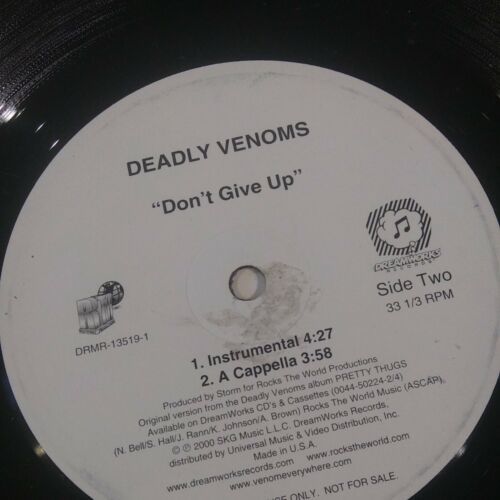 DEADLY VENOMS
"Don't Give Up"
DREAMWORKS
RECORDS
Side Two
33 1/3 RPM
DRMR-13519-1
1. Instrumental 4:27
2. A Cappella 3:58
Produced by Storm for Rocks The World Productions
Original version from the Deadly Venoms album PRETTY THUGS
Available on DreamWorks CD's & Cassettes (0044-50224-2/4)
(N. Bell/S. Hall/J. Rann/K. Johnson/A. Brown) Rocks The World Music (ASCAP).
© ℗ 2000 SKG Music L.L.C. DreamWorks Records,
distributed by Universal Music & Video Distribution, Inc.
Made in U.S.A.
www.dreamworksrecords.com www.rockstheworld.com
www.venomeverywhere.com
USE ONLY. NOT FOR SALE.